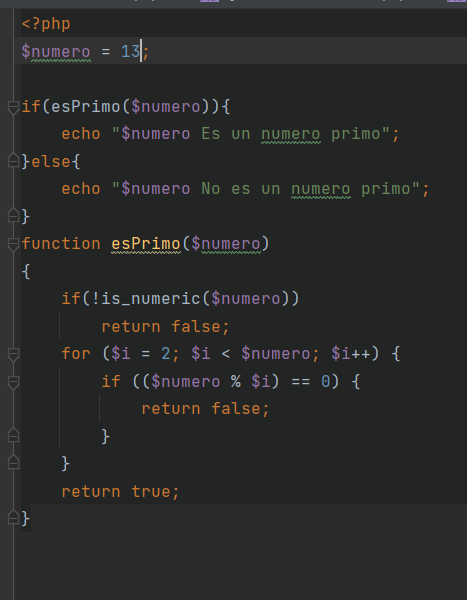 <?php
$numero = 13;
if(esPrimo($numero)){
echo "$numero Es un numero primo";
}else{
echo "$numero No es un numero primo";
}
function esPrimo($numero)
{
if(!is_numeric($numero))
return false;
for ($i = 2; $i < $numero; $i++) {
if (($numero % $i) == 0) {
return false;
}
}
return true;
}